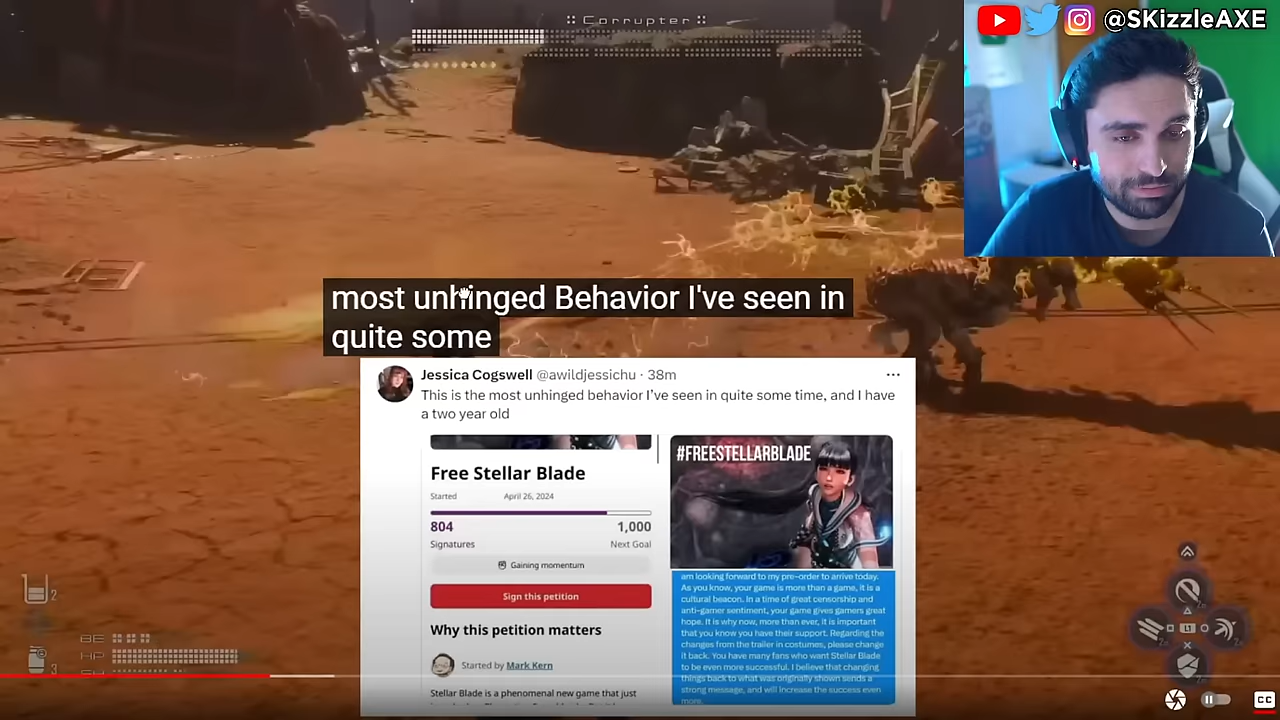 :: Corrupter ::
@SKizzleAXE
most unhinged Behavior I've seen in
quite some
Jessica Cogswell @awildjessichu · 38m
This is the most unhinged behavior I've seen in quite some time, and I have
a two year old
Free Stellar Blade
Started April 26, 2024
804 1,000
Signatures Next Goal
Gaining momentum
Sign this petition
Why this petition matters
Started by Mark Kern
Stellar Blade is a phenomenal new game that just
#FREESTELLARBLADE
am looking forward to my pre-order to arrive today.
As you know, your game is more than a game, it is a
cultural beacon. In a time of great censorship and
anti-gamer sentiment, your game gives gamers great
hope. It is why now, more than ever, it is important
that you know you have their support. Regarding the
changes from the trailer in costumes, please change
it back. You have many fans who want Stellar Blade
to be even more successful. I believe that changing
things back to what was originally shown sends a
strong message, and will increase the success even
more.
2
BE
HP
3
L1
CC